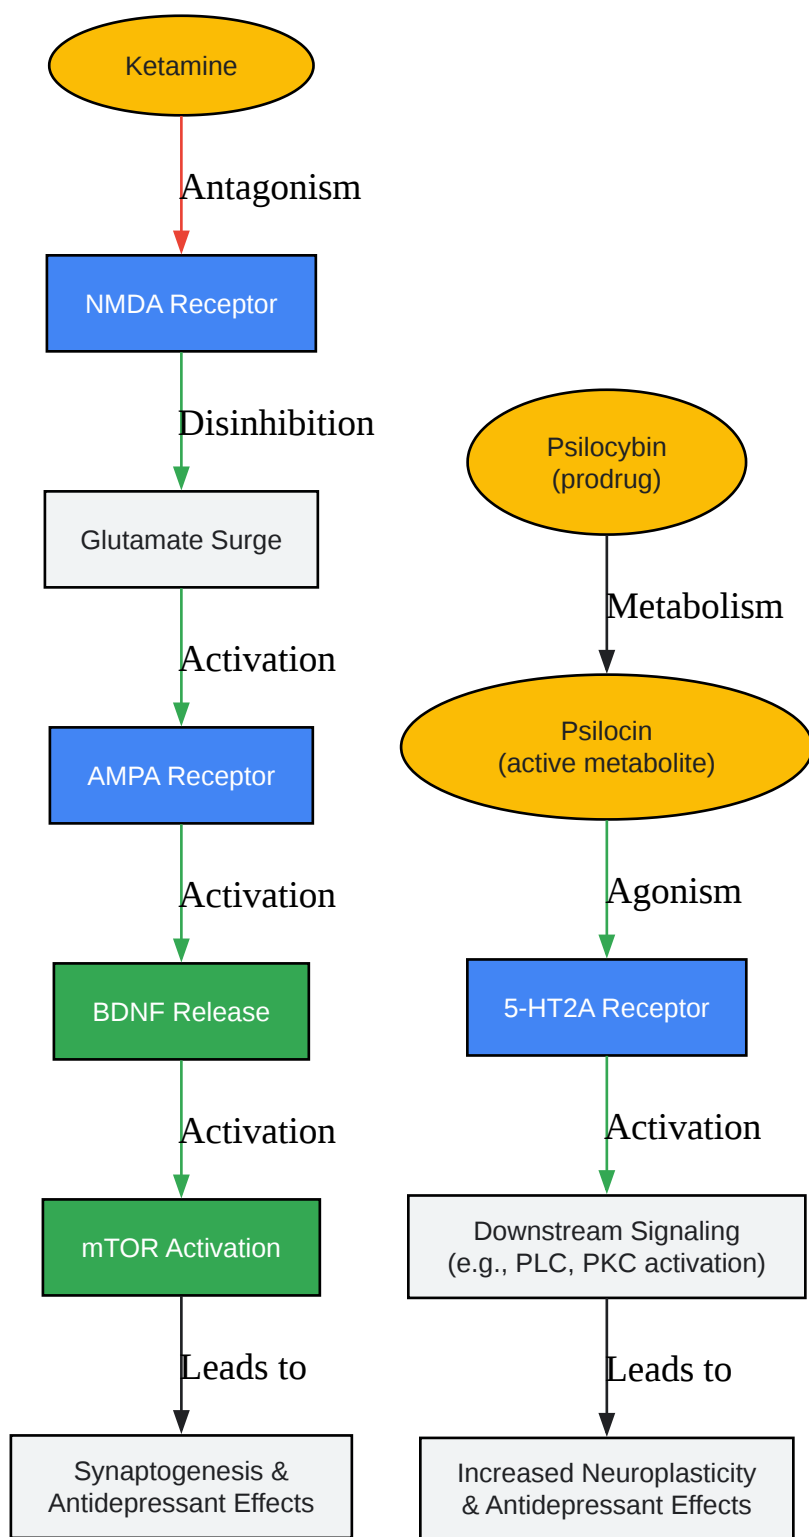 Ketamine
Antagonism
NMDA Receptor
Disinhibition
Glutamate Surge
Activation
AMPA Receptor
Activation
BDNF Release
Activation
mTOR Activation
Leads to
Synaptogenesis &
Antidepressant Effects
Psilocybin
(prodrug)
Metabolism
Psilocin
(active metabolite)
Agonism
5-HT2A Receptor
Activation
Downstream Signaling
(e.g., PLC, PKC activation)
Leads to
Increased Neuroplasticity
& Antidepressant Effects